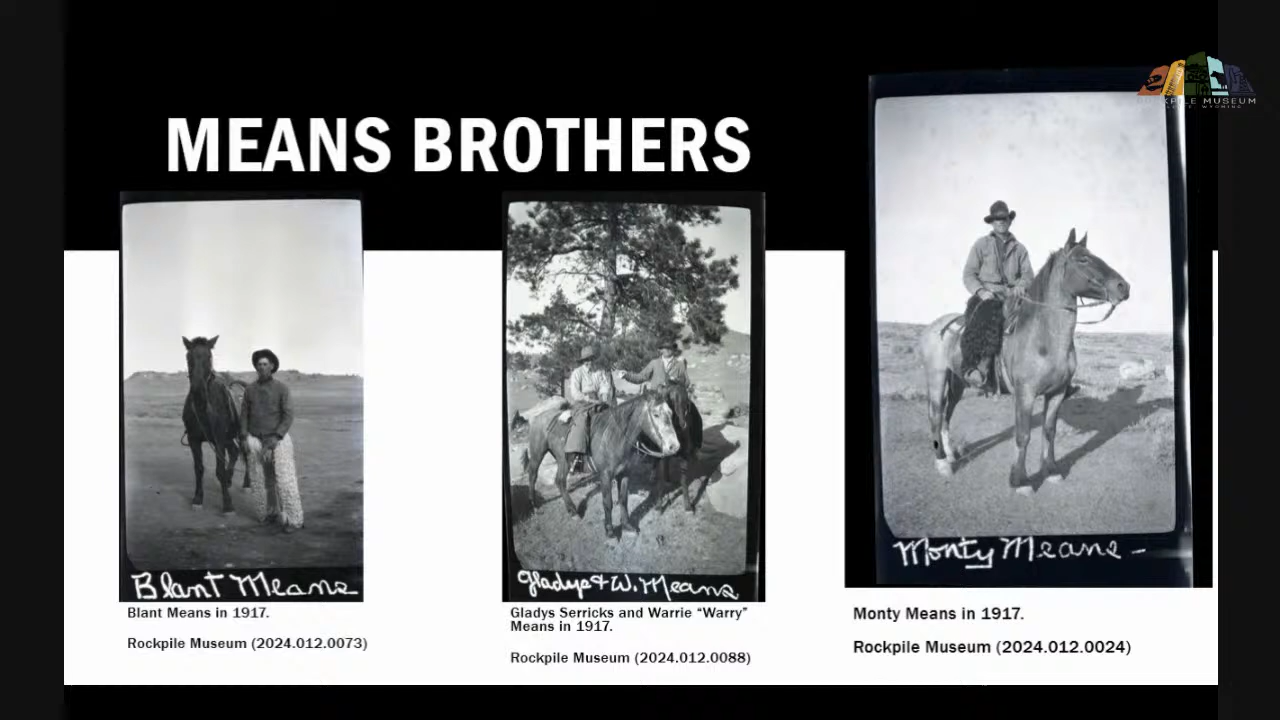 MEANS BROTHERS
ROCKPILE MUSEUM
WYOMING
Blant Means
Blant Means in 1917.
Rockpile Museum (2024.012.0073)
Gladys & W. Means
Gladys Serricks and Warrie “Warry”
Means in 1917.
Rockpile Museum (2024.012.0088)
Monty Means -
Monty Means in 1917.
Rockpile Museum (2024.012.0024)